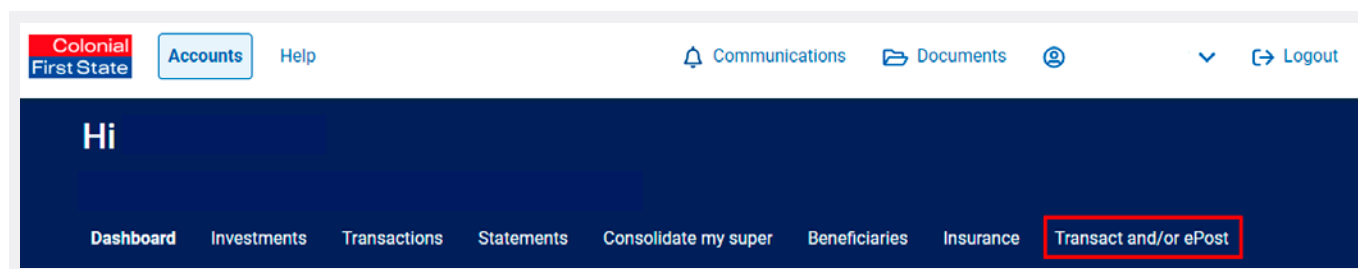 Colonial
First State
Accounts Help Communications Documents Logout
Hi
Dashboard Investments Transactions Statements Consolidate my super Beneficiaries Insurance Transact and/or ePost